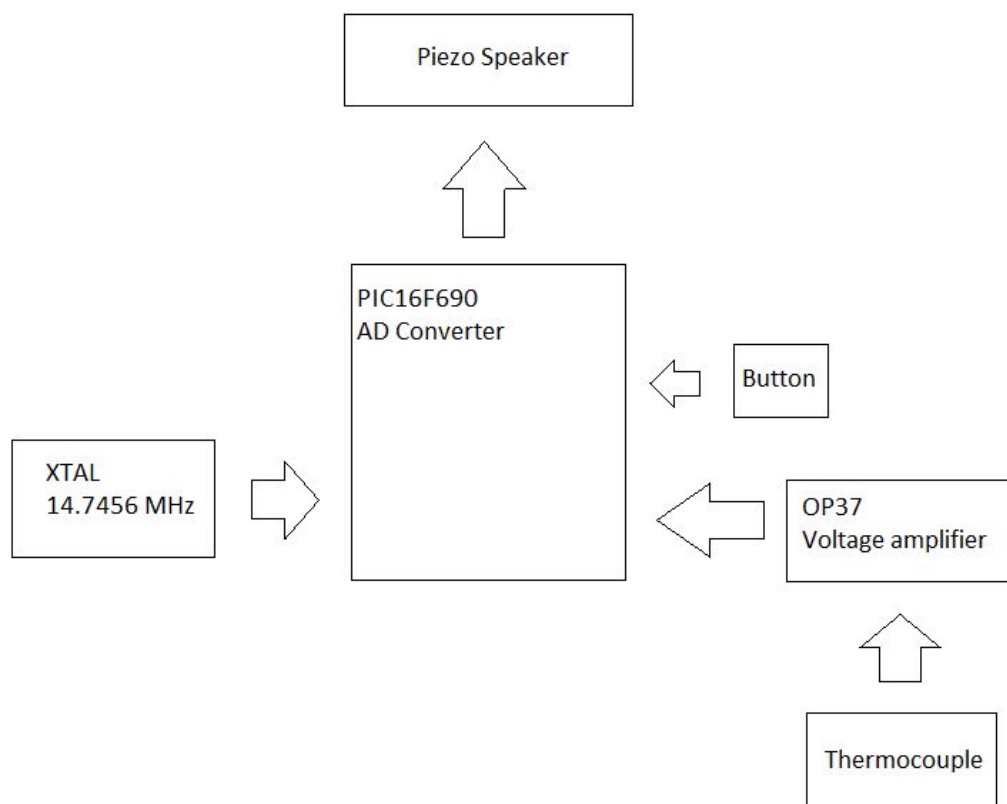 Piezo Speaker
PIC16F690
AD Converter
Button
XTAL
14.7456 MHz
OP37
Voltage amplifier
Thermocouple